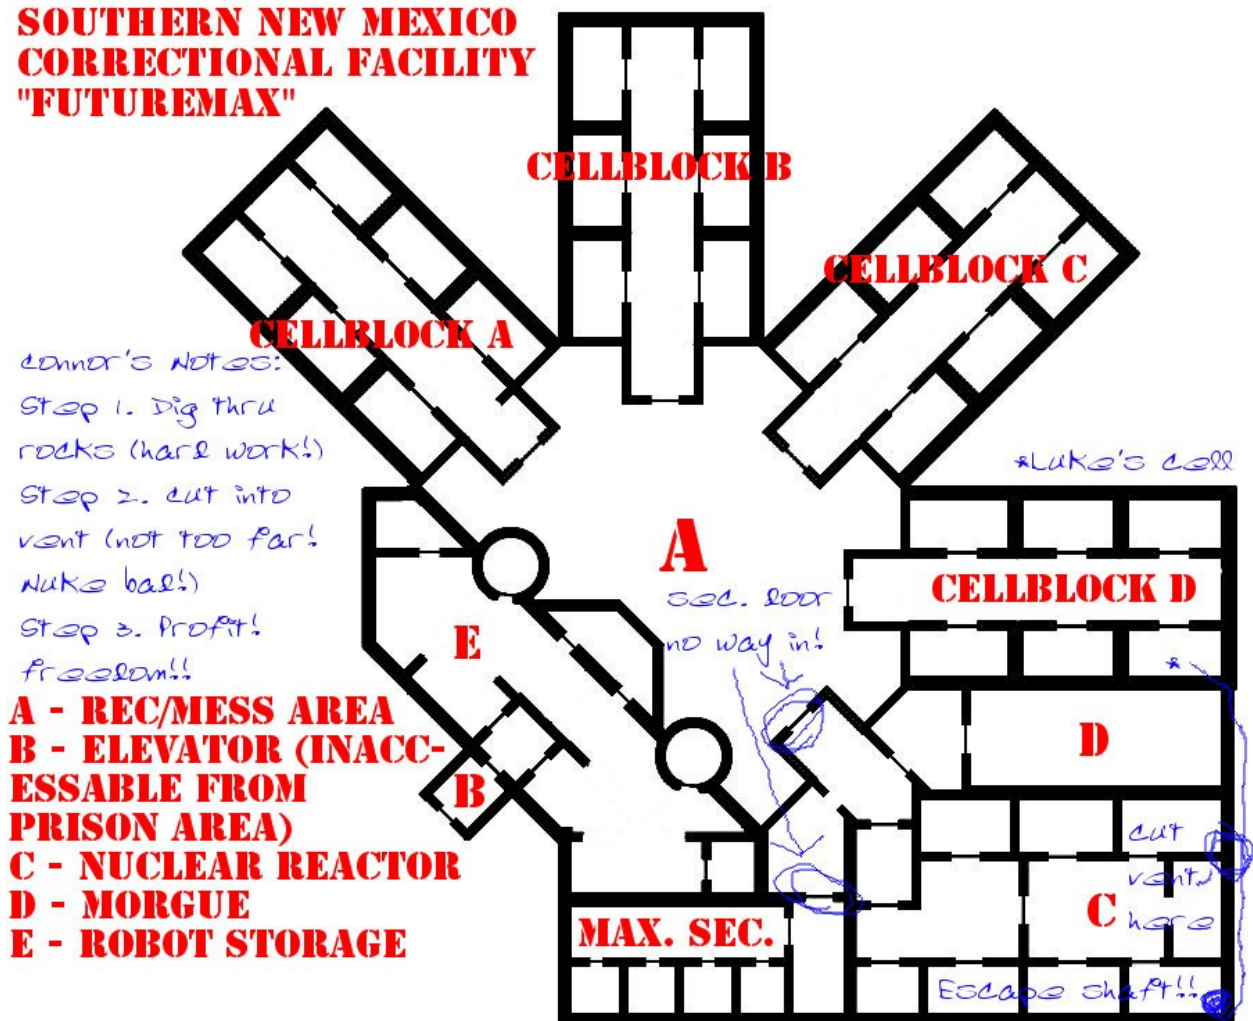 SOUTHERN NEW MEXICO
CORRECTIONAL FACILITY
"FUTUREMAX"
CELLBLOCK B
CELLBLOCK C
CELLBLOCK A
Connor's Notes:
Step 1. Dig thru
rocks (hard work!)
Step 2. cut into
vent (not too far!
Nuke bad!)
Step 3. Profit!
freedom!!
*Luke's cell
A
CELLBLOCK D
sec. door
no way in!
*
E
D
B
A - REC/MESS AREA
B - ELEVATOR (INACC-
ESSABLE FROM
PRISON AREA)
C - NUCLEAR REACTOR
D - MORGUE
E - ROBOT STORAGE
cut
vent
here
C
MAX. SEC.
Escape shaft!!